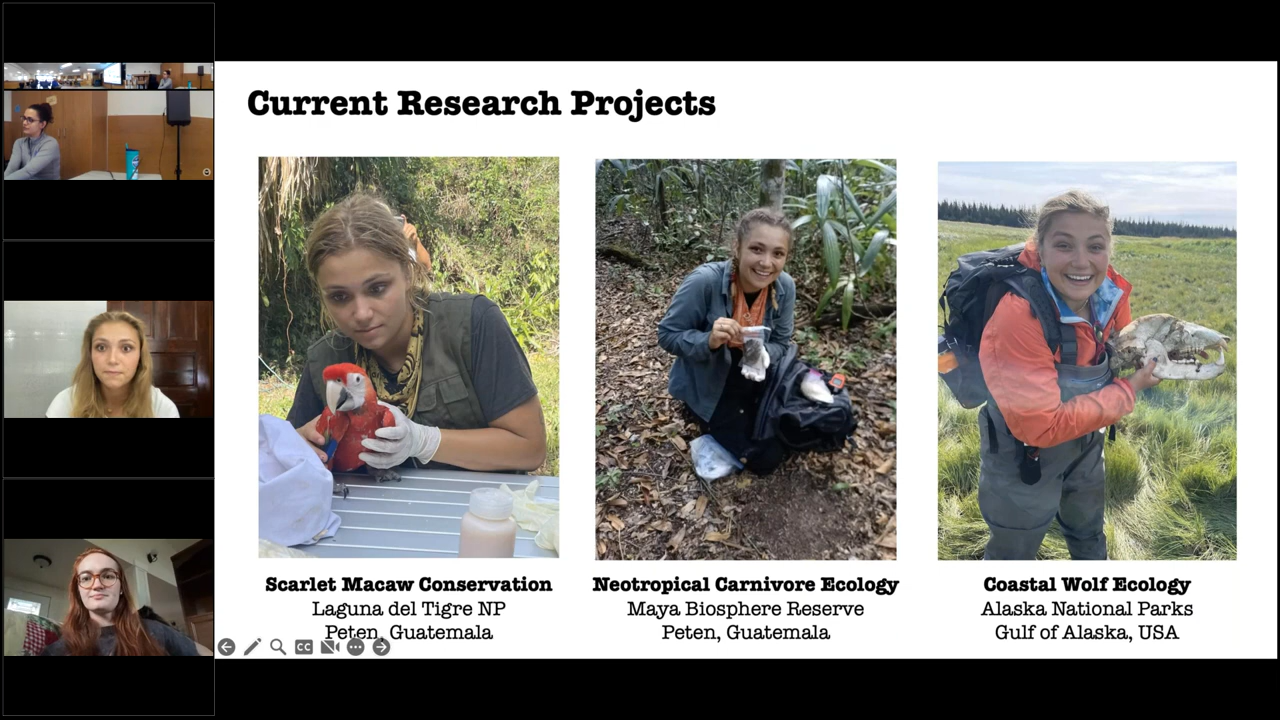 Current Research Projects
Scarlet Macaw Conservation
Laguna del Tigre NP
Peten, Guatemala
Neotropical Carnivore Ecology
Maya Biosphere Reserve
Peten, Guatemala
Coastal Wolf Ecology
Alaska National Parks
Gulf of Alaska, USA
CC